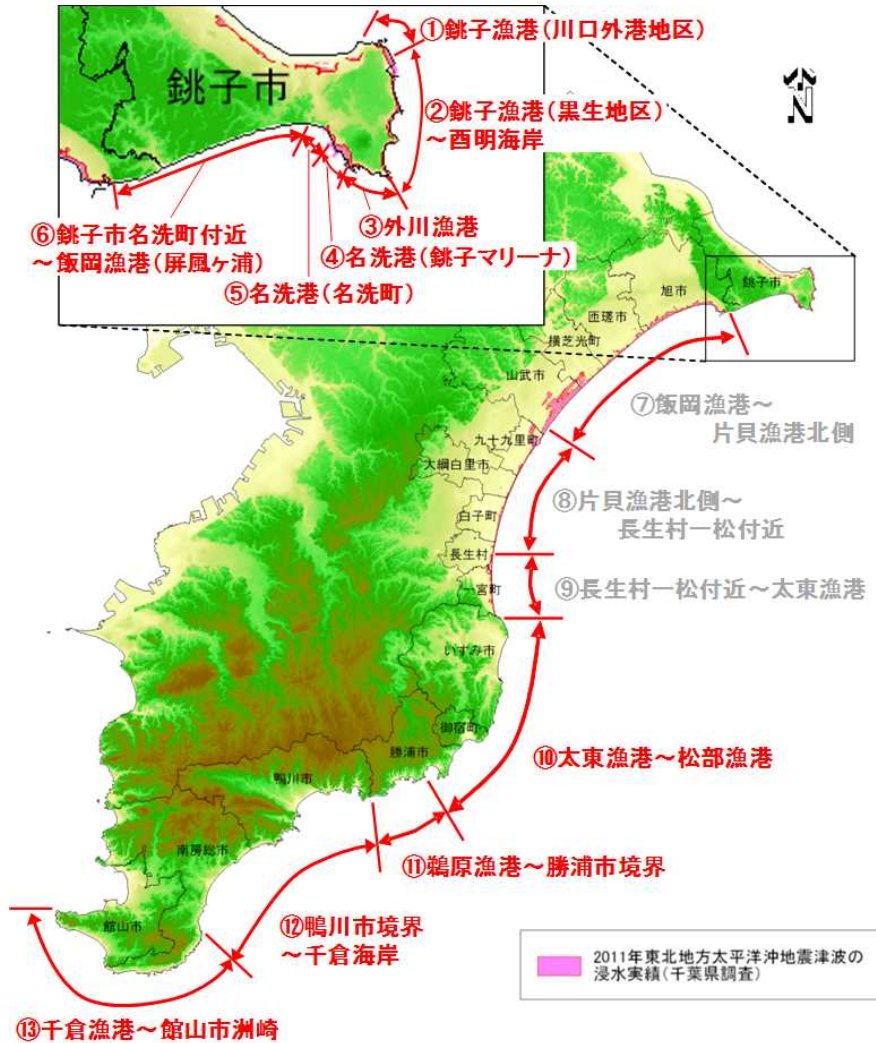 ①銚子漁港(川口外港地区)
銚子市
②銚子漁港(黒生地区)
～酉明海岸
N
③外川漁港
⑥銚子市名洗町付近
～飯岡漁港(屏風ヶ浦)
④名洗港(銚子マリーナ)
⑤名洗港(名洗町)
銚子市
旭市
匝瑳市
横芝光町
山武市
⑦飯岡漁港～
片貝漁港北側
九十九里町
大網白里市
⑧片貝漁港北側～
長生村一松付近
白子町
長生村
⑨長生村一松付近～太東漁港
一宮町
いすみ市
御宿町
勝浦市
⑩太東漁港～松部漁港
鴨川市
南房総市
⑪鵜原漁港～勝浦市境界
館山市
⑫鴨川市境界
～千倉海岸
2011年東北地方太平洋沖地震津波の
浸水実績(千葉県調査)
⑬千倉漁港～館山市洲崎